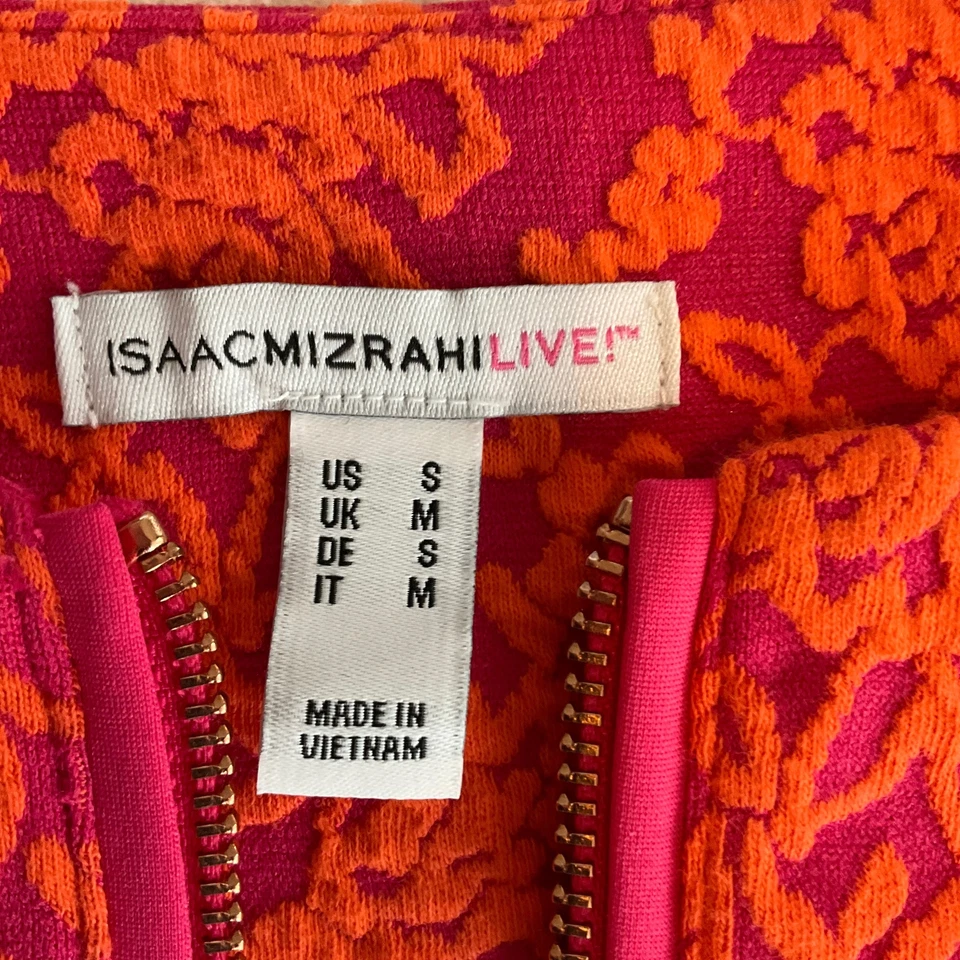 ISAACMIZRAHILIVE!™
US S
UK M
DE S
IT M
MADE IN
VIETNAM